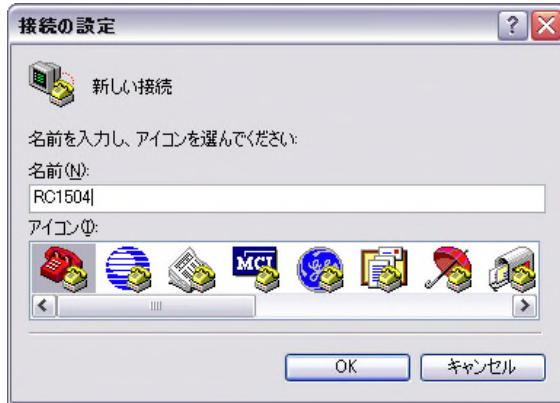 接続の設定
新しい接続
名前を入力し、アイコンを選んでください:
名前(N):
RC1504
アイコン(I):
MCI
OK
キャンセル